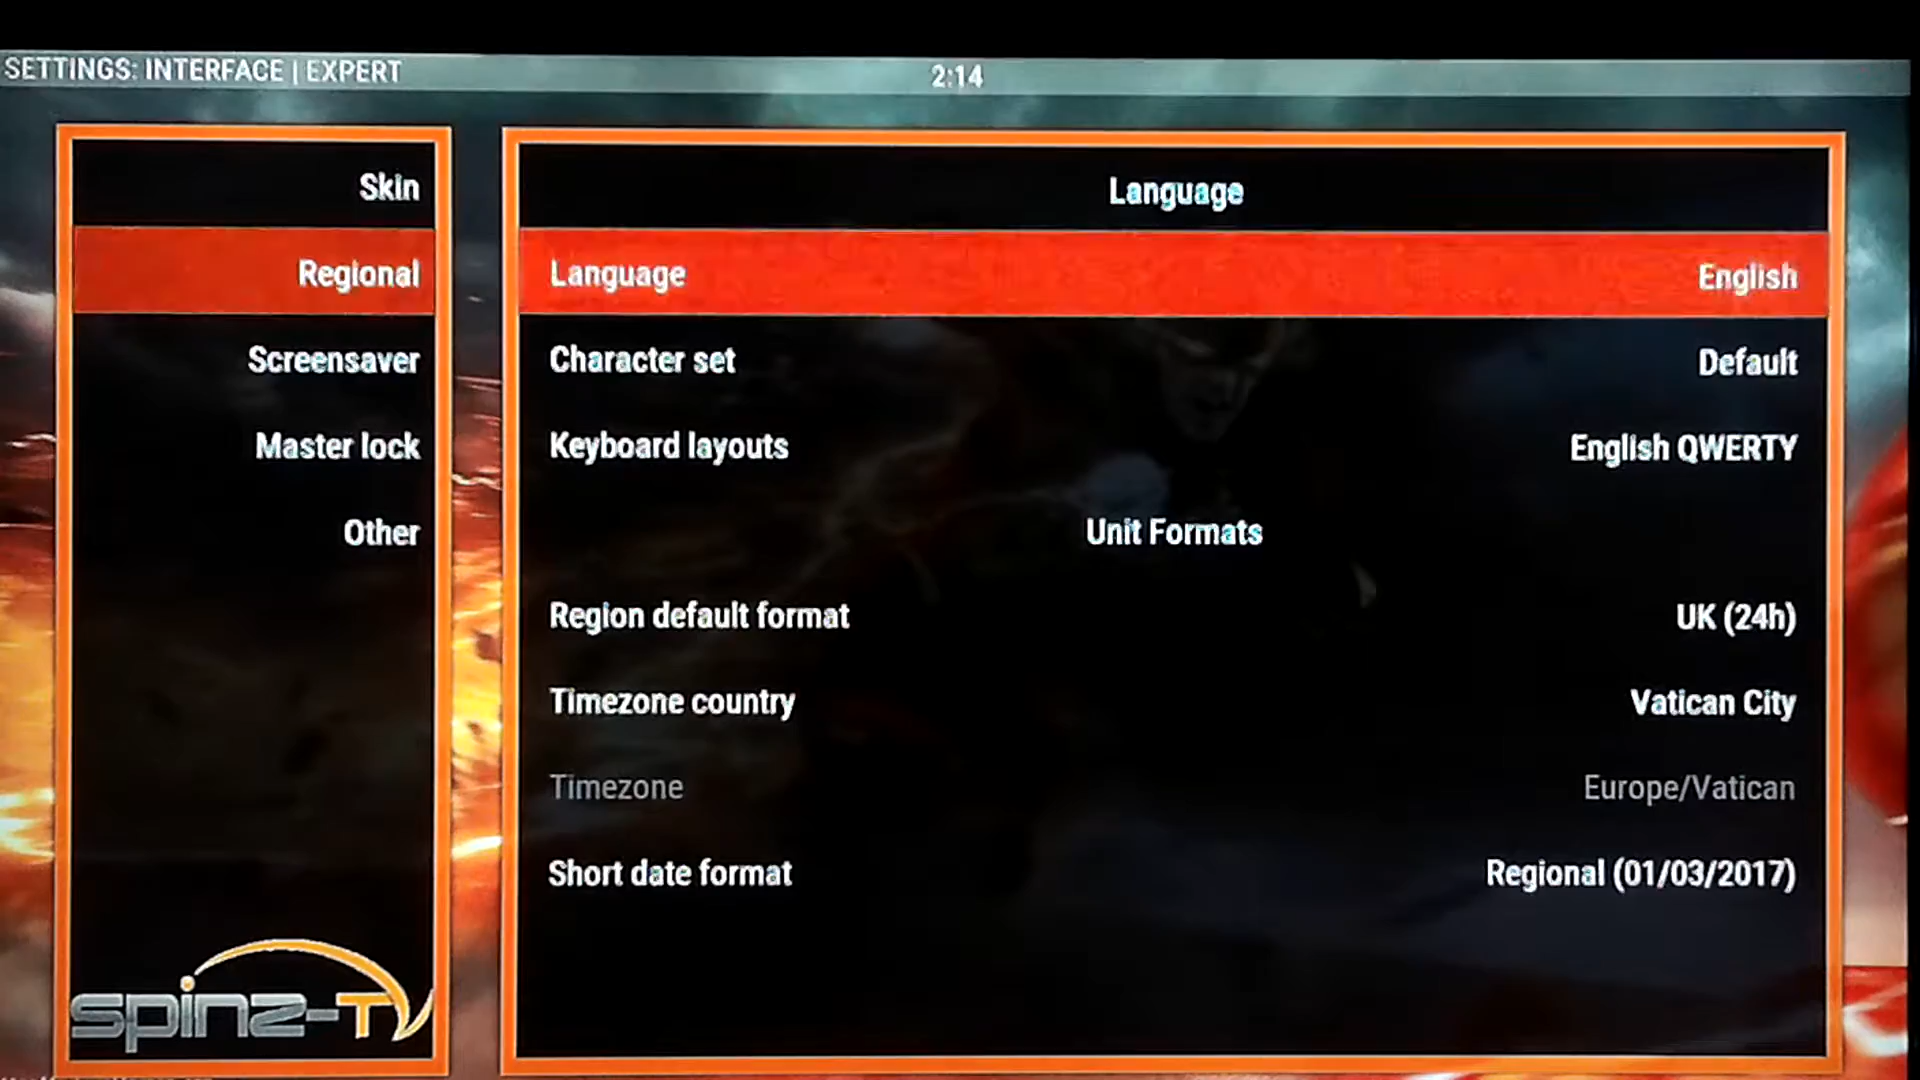 SETTINGS: INTERFACE | EXPERT
2:14
Skin
Regional
Screensaver
Master lock
Other
Language
Language English
Character set Default
Keyboard layouts English QWERTY
Unit Formats
Region default format UK (24h)
Timezone country Vatican City
Timezone Europe/Vatican
Short date format Regional (01/03/2017)
spinz-TV